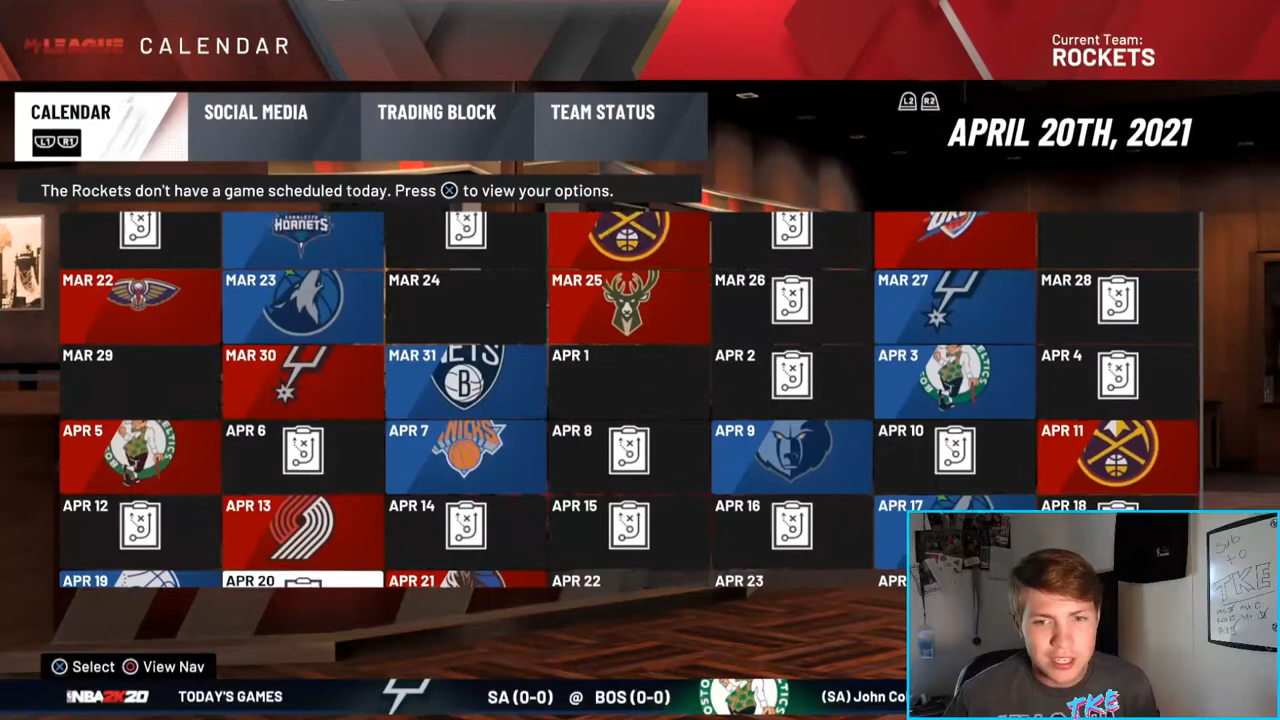 MyLEAGUE CALENDAR
Current Team:
ROCKETS
CALENDAR
L1 R1
SOCIAL MEDIA
TRADING BLOCK
TEAM STATUS
L2 R2
APRIL 20TH, 2021
The Rockets don't have a game scheduled today. Press ⓧ to view your options.
HORNETS
MAR 22
MAR 23
MAR 24
MAR 25
MAR 26
MAR 27
MAR 28
MAR 29
MAR 30
MAR 31
NETS
B
APR 1
APR 2
APR 3
APR 4
APR 5
APR 6
APR 7
KNICKS
APR 8
APR 9
APR 10
APR 11
APR 12
APR 13
APR 14
APR 15
APR 16
APR 17
APR 18
APR 19
APR 20
APR 21
APR 22
APR 23
Sub
to
TKE
TKE
Select
View Nav
NBA2K20
TODAY'S GAMES
SA (0-0) @ BOS (0-0)
(SA) John